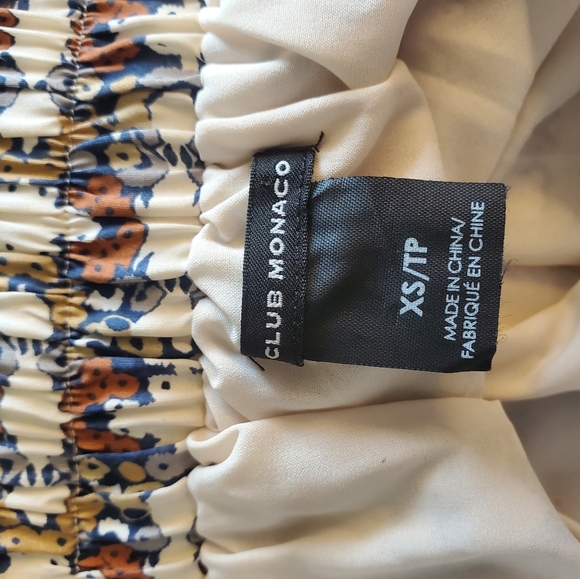 CLUB MONACO
XS/TP
MADE IN CHINA/
FABRIQUÉ EN CHINE